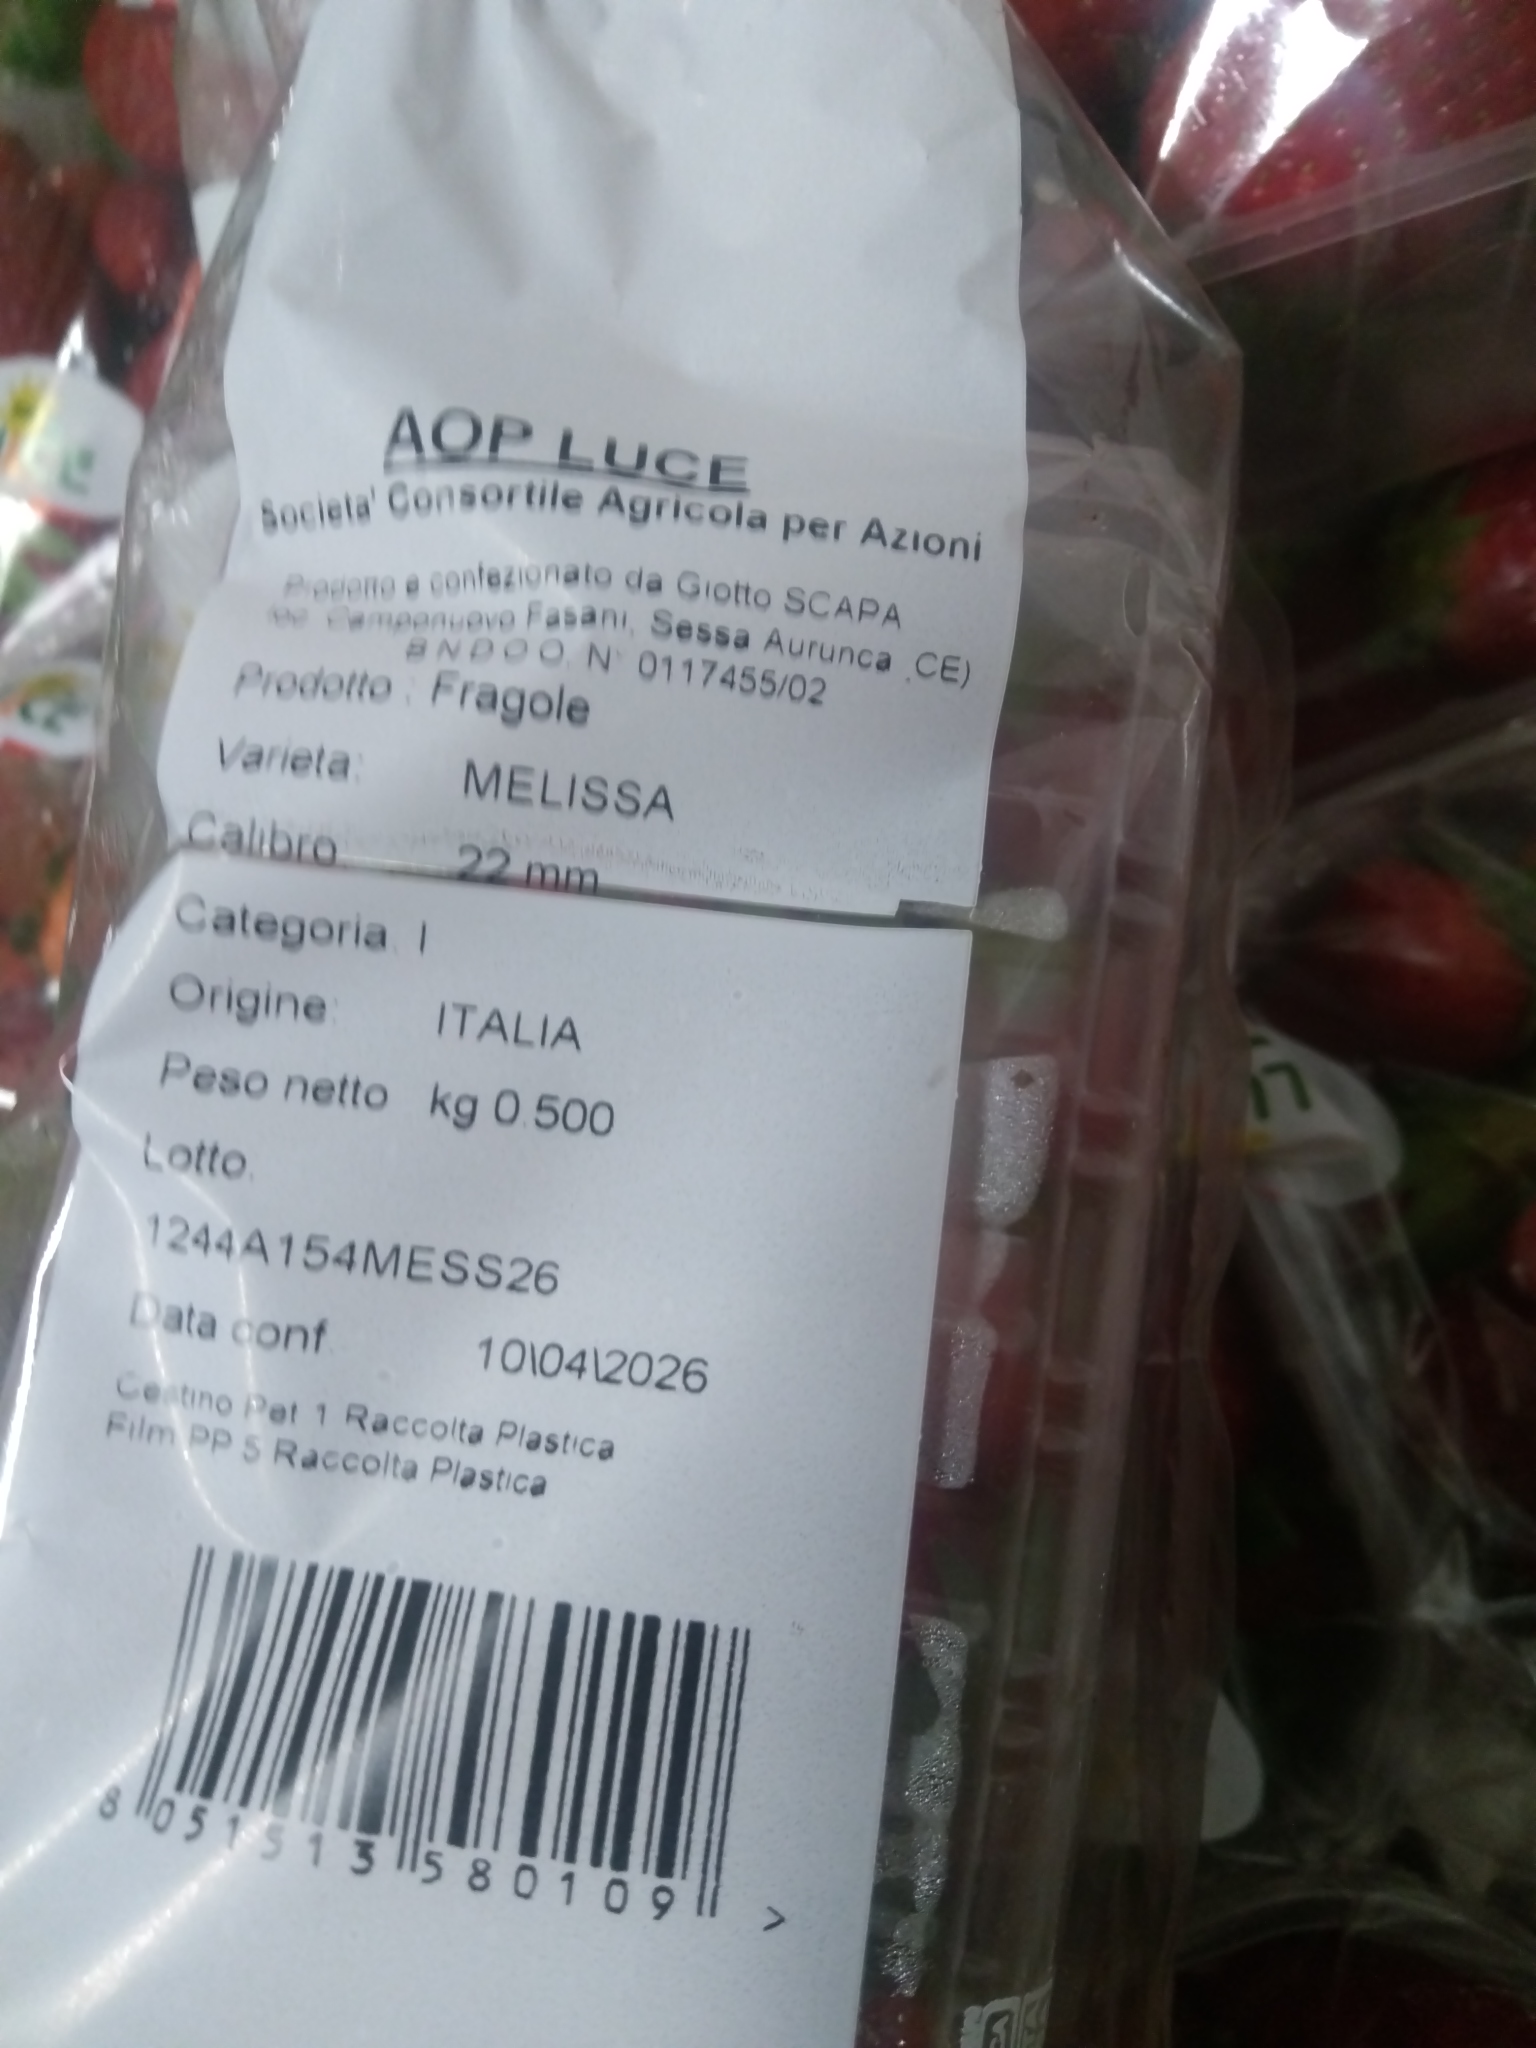 AOP LUCE
Societa' Consortile Agricola per Azioni
Prodotto e confezionato da Giotto SCAPA
loc. Camponuovo Fasani, Sessa Aurunca (CE)
B N D O O. N° 0117455/02
Prodotto : Fragole
Varieta: MELISSA
Calibro 22 mm
Categoria I
Origine: ITALIA
Peso netto kg 0.500
Lotto.
1244A154MESS26
Data conf. 10\04\2026
Cestino Pet 1 Raccolta Plastica
Film PP 5 Raccolta Plastica
8 051513 580109 >